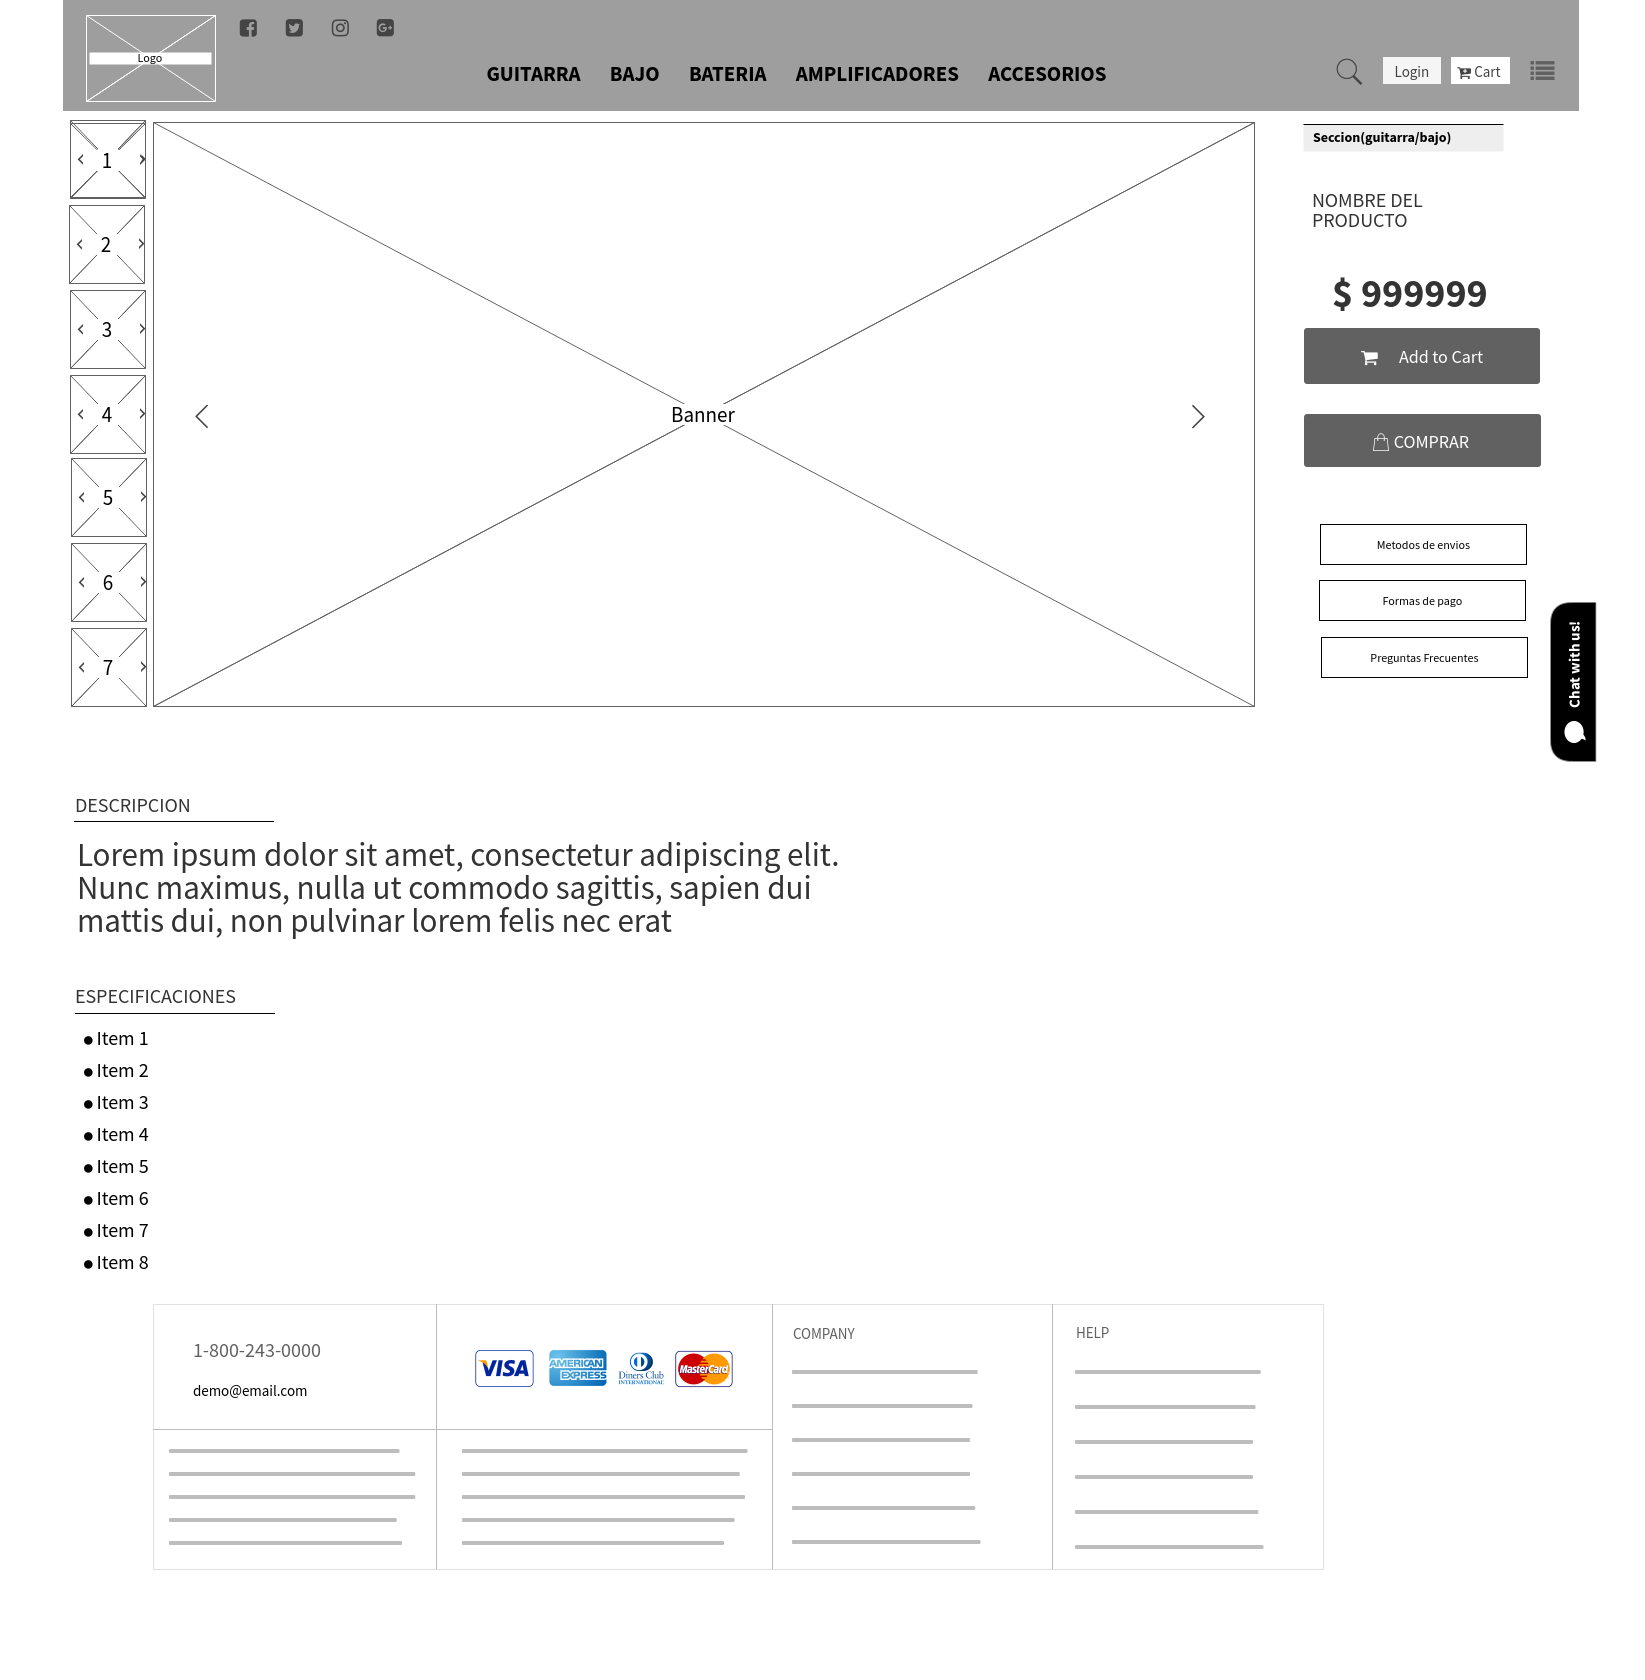 Logo
GUITARRA BAJO BATERIA AMPLIFICADORES ACCESORIOS
Login
Cart
1
2
3
4
5
6
7
Banner
Seccion(guitarra/bajo)
NOMBRE DEL
PRODUCTO
$ 999999
Add to Cart
COMPRAR
Metodos de envios
Formas de pago
Preguntas Frecuentes
Chat with us!
DESCRIPCION
Lorem ipsum dolor sit amet, consectetur adipiscing elit.
Nunc maximus, nulla ut commodo sagittis, sapien dui
mattis dui, non pulvinar lorem felis nec erat
ESPECIFICACIONES
Item 1
Item 2
Item 3
Item 4
Item 5
Item 6
Item 7
Item 8
1-800-243-0000
demo@email.com
VISA
AMERICAN
EXPRESS
Diners Club
INTERNATIONAL
MasterCard
COMPANY
HELP